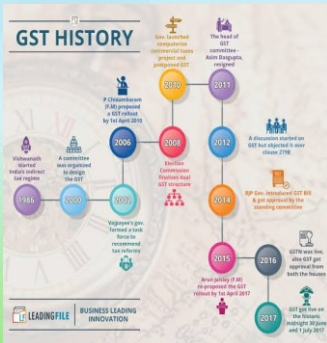 GST HISTORY
Gov. launched
computerize
commercial taxes
project and
postponed GST
The head of
GST
committee -
Asim Dasgupta,
resigned
2010
2011
P Chidambaram
(F.M) proposed
a GST rollout
by 1st April 2010
Vishwanath
started
India's indirect
tax regime
A committee
was organized
to design
the GST
2006
2008
2012
A discussion started on
GST but objected it over
clause 279B
Election
Commission
finalises dual
GST structure
1986
2000
2014
BJP Gov. introduced GST Bill
& get approval by the
standing committee
Vajpayee's gov.
formed a task
force to
recommend
tax reforms
2015
2016
GSTN was live,
also GST get
approval from
both the houses
Arun Jaitley (F.M)
re-proposed the GST
rollout by 1st April 2017
2017
GST get live on
the historic
midnight 30 June
and 1 July 2017
LEADINGFILE
BUSINESS LEADING
INNOVATION